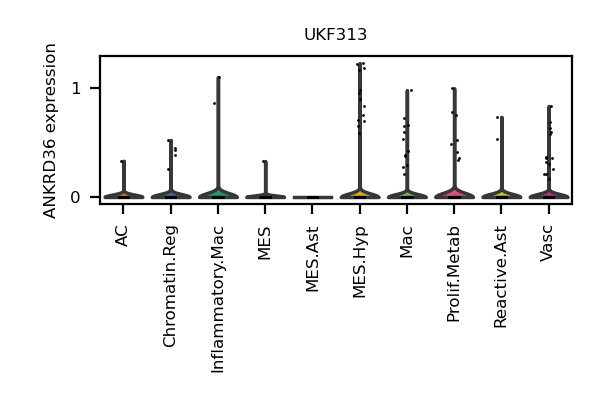 UKF313
ANKRD36 expression
1
0
AC
Chromatin.Reg
Inflammatory.Mac
MES
MES.Ast
MES.Hyp
Mac
Prolif.Metab
Reactive.Ast
Vasc